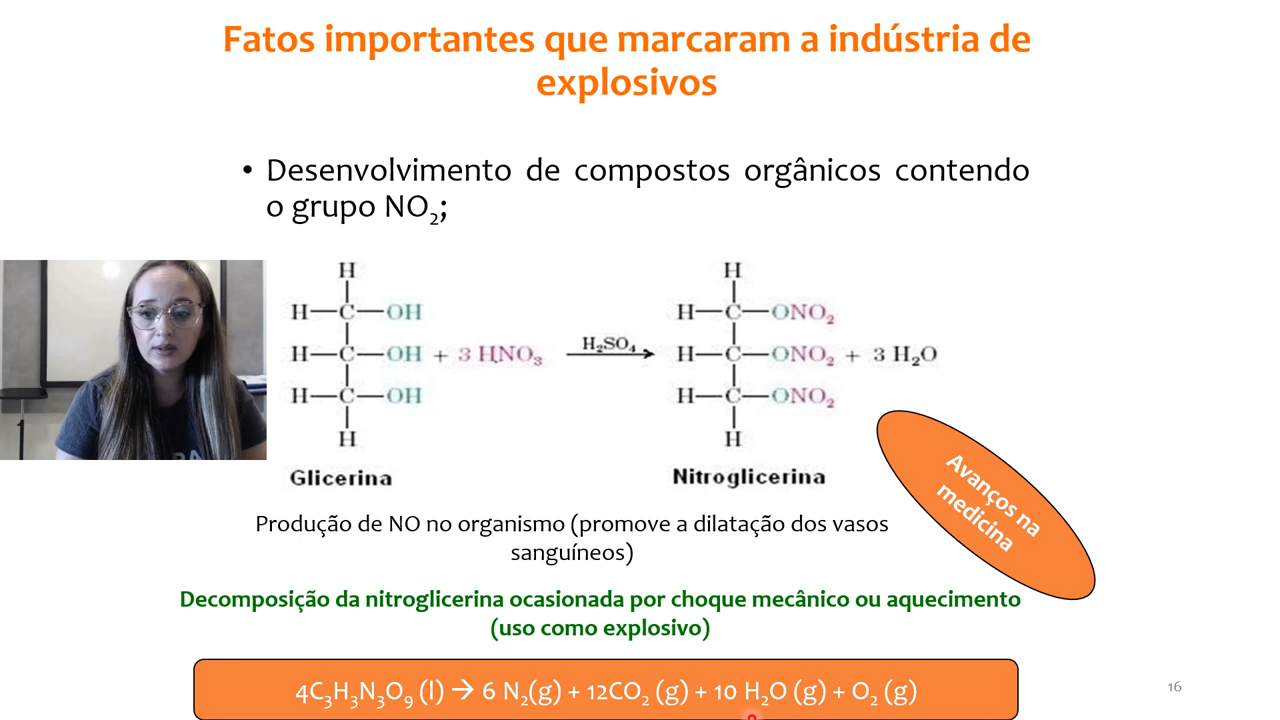 Fatos importantes que marcaram a indústria de
explosivos
• Desenvolvimento de compostos orgânicos contendo
o grupo NO₂;
H H
H—C—OH H—C—ONO₂
H—C—OH + 3 HNO₃ H₂SO₄ H—C—ONO₂ + 3 H₂O
H—C—OH H—C—ONO₂
H H
Glicerina Nitroglicerina
Avanços na
medicina
Produção de NO no organismo (promove a dilatação dos vasos
sanguíneos)
Decomposição da nitroglicerina ocasionada por choque mecânico ou aquecimento
(uso como explosivo)
4C₃H₃N₃O₉ (l) → 6 N₂(g) + 12CO₂ (g) + 10 H₂O (g) + O₂ (g)
16